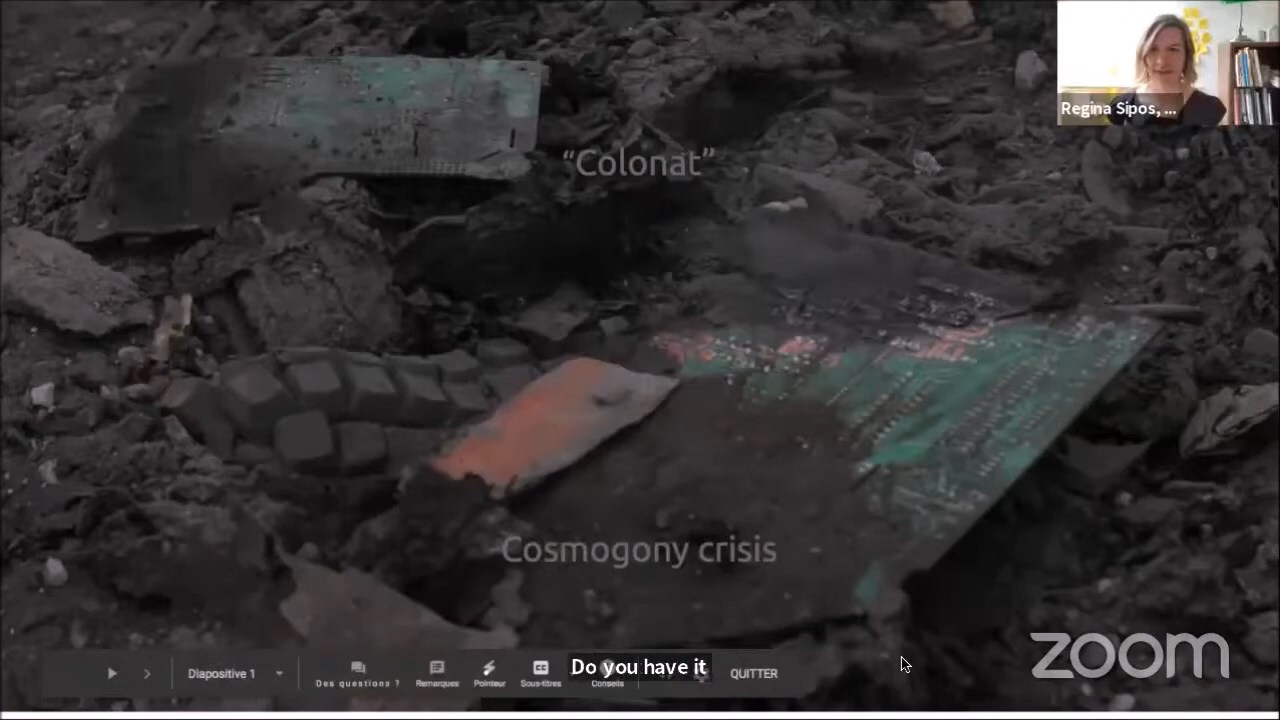 Regina Sipos, ...
“Colonat”
Cosmogony crisis
Do you have it
Diapositive 1
Des questions ?
Remarques
Pointeur
Sous-titres
Conseils
QUITTER
zoom